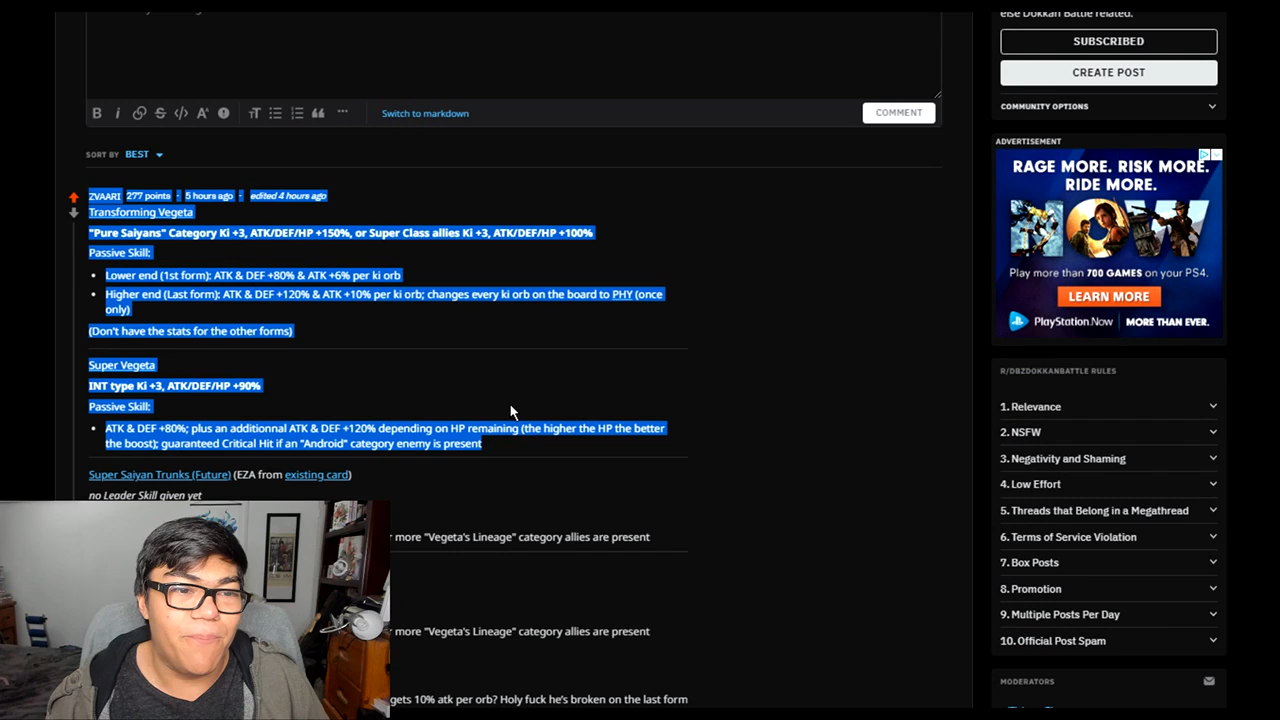 else Dokkan Battle related.
SUBSCRIBED
CREATE POST
COMMUNITY OPTIONS
B i
Switch to markdown
COMMENT
SORT BY BEST
ZVAARI 277 points · 5 hours ago · edited 4 hours ago
Transforming Vegeta
"Pure Saiyans" Category Ki +3, ATK/DEF/HP +150%, or Super Class allies Ki +3, ATK/DEF/HP +100%
Passive Skill:
• Lower end (1st form): ATK & DEF +80% & ATK +6% per ki orb
• Higher end (Last form): ATK & DEF +120% & ATK +10% per ki orb; changes every ki orb on the board to PHY (once
only)
(Don't have the stats for the other forms)
Super Vegeta
INT type Ki +3, ATK/DEF/HP +90%
Passive Skill:
• ATK & DEF +80%; plus an additionnal ATK & DEF +120% depending on HP remaining (the higher the HP the better
the boost); guaranteed Critical Hit if an "Android" category enemy is present
Super Saiyan Trunks (Future) (EZA from existing card)
no Leader Skill given yet
more "Vegeta's Lineage" category allies are present
more "Vegeta's Lineage" category allies are present
gets 10% atk per orb? Holy fuck he's broken on the last form
ADVERTISEMENT
RAGE MORE. RISK MORE.
RIDE MORE.
NOW
Play more than 700 GAMES on your PS4.
LEARN MORE
PlayStation.Now | MORE THAN EVER.
R/DBZDOKKANBATTLE RULES
1. Relevance
2. NSFW
3. Negativity and Shaming
4. Low Effort
5. Threads that Belong in a Megathread
6. Terms of Service Violation
7. Box Posts
8. Promotion
9. Multiple Posts Per Day
10. Official Post Spam
MODERATORS